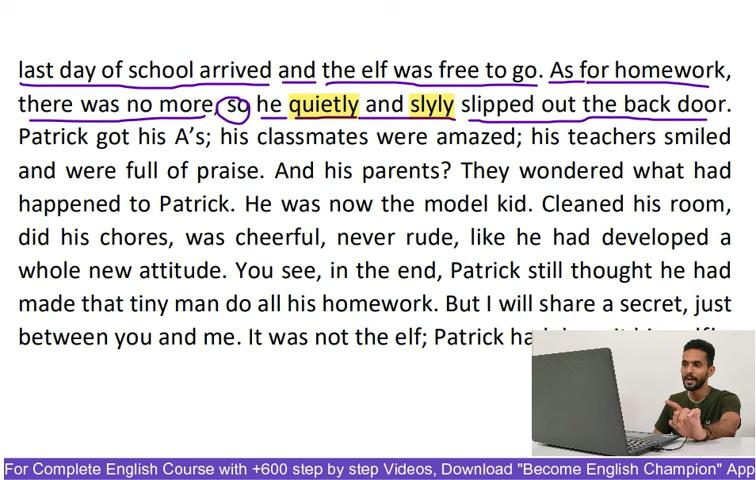 last day of school arrived and the elf was free to go. As for homework,
there was no more, so he quietly and slyly slipped out the back door.
Patrick got his A's; his classmates were amazed; his teachers smiled
and were full of praise. And his parents? They wondered what had
happened to Patrick. He was now the model kid. Cleaned his room,
did his chores, was cheerful, never rude, like he had developed a
whole new attitude. You see, in the end, Patrick still thought he had
made that tiny man do all his homework. But I will share a secret, just
between you and me. It was not the elf; Patrick
For Complete English Course with +600 step by step Videos, Download "Become English Champion" App